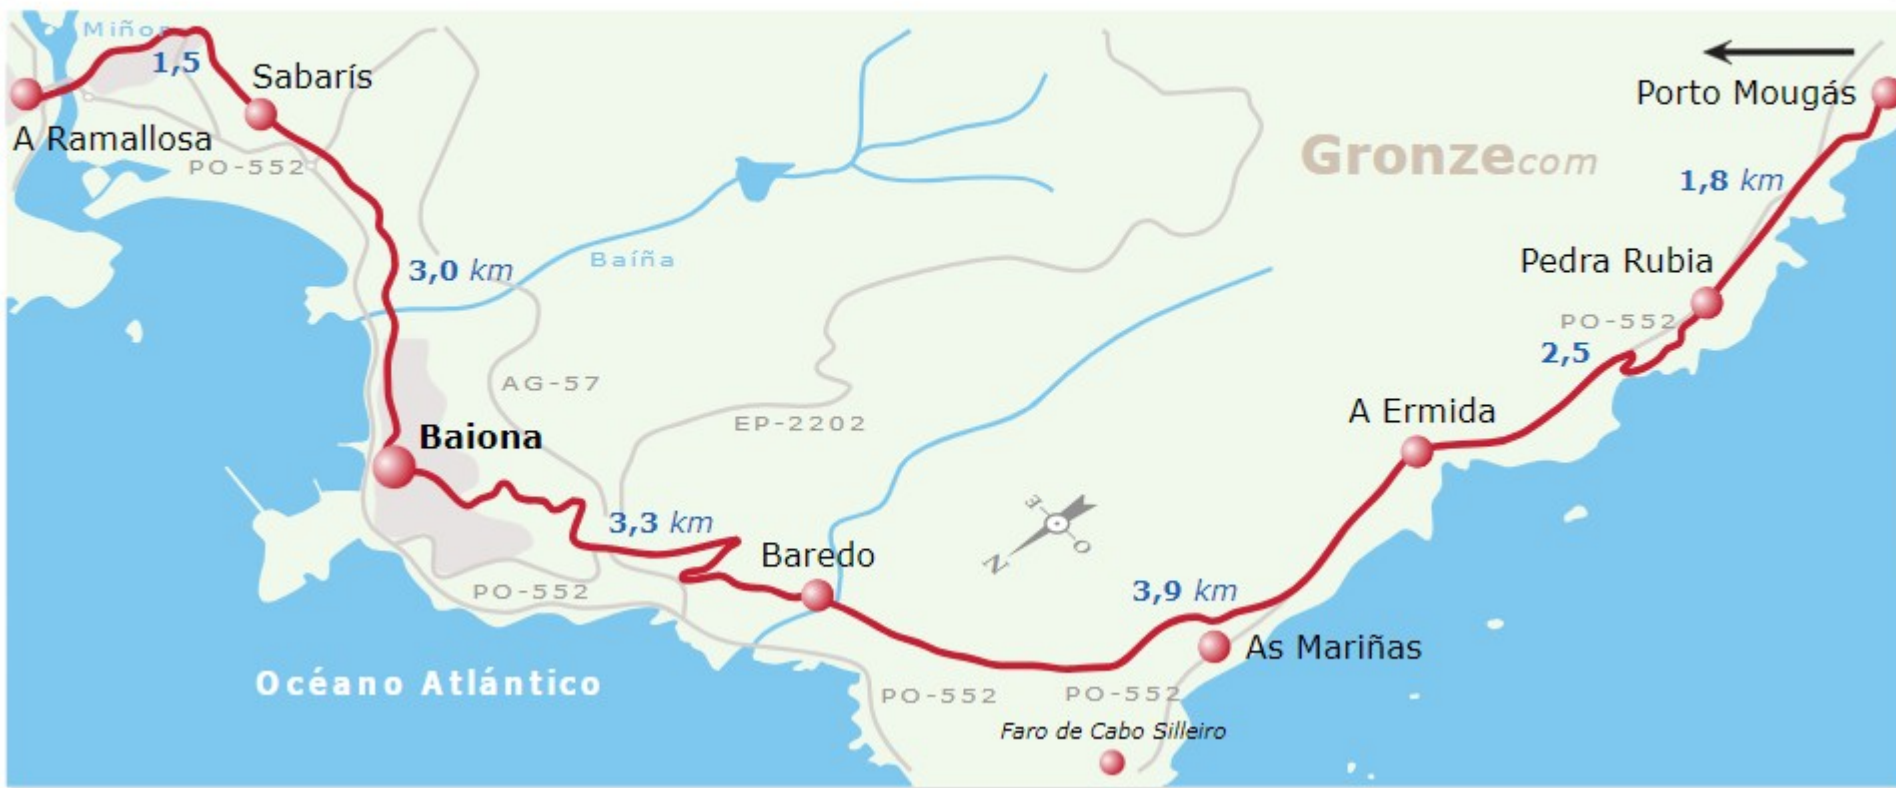 Miñor
1,5
Sabarís
A Ramallosa
PO-552
Porto Mougás
Gronze.com
1,8 km
3,0 km
Baíña
Pedra Rubia
PO-552
2,5
AG-57
EP-2202
A Ermida
Baiona
3,3 km
E
N
O
Baredo
PO-552
3,9 km
As Mariñas
Océano Atlántico
PO-552
PO-552
Faro de Cabo Silleiro